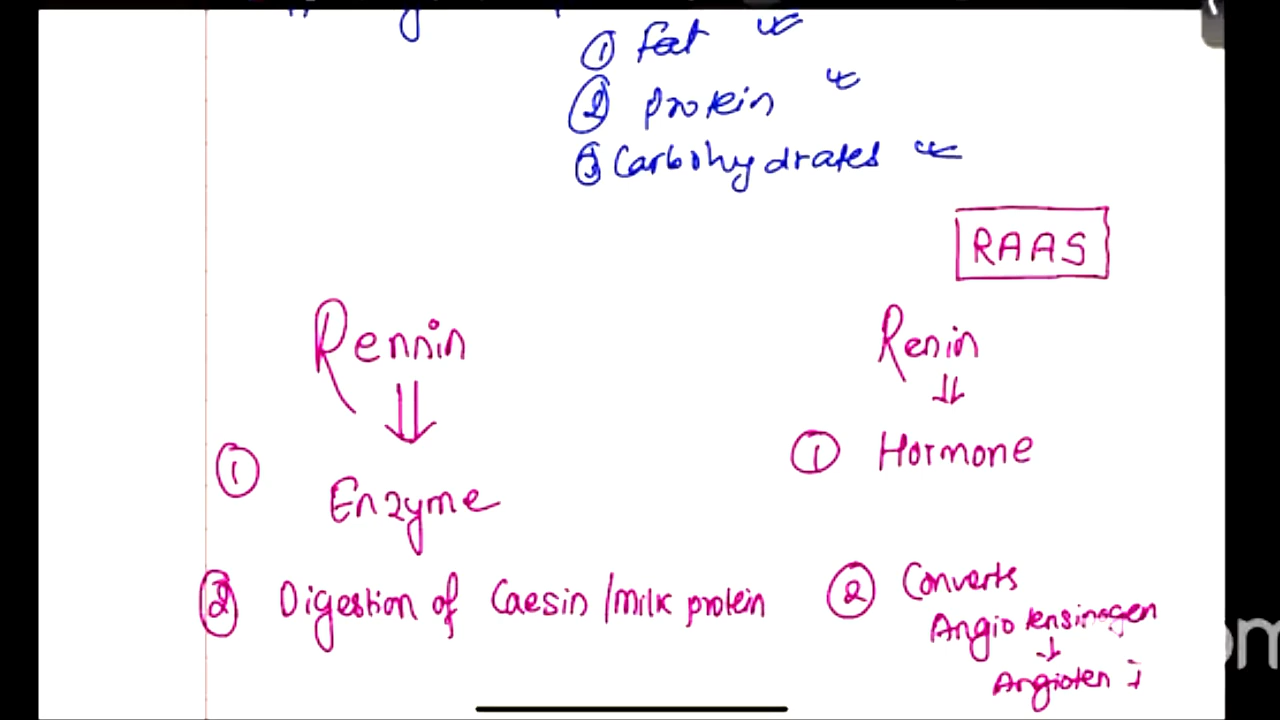 ① Fat
② protein
③ Carbohydrates
RAAS
Rennin
Renin
① Enzyme
① Hormone
② Digestion of Caesin/milk protein
② Converts
Angiotensinogen
Angioten I
om